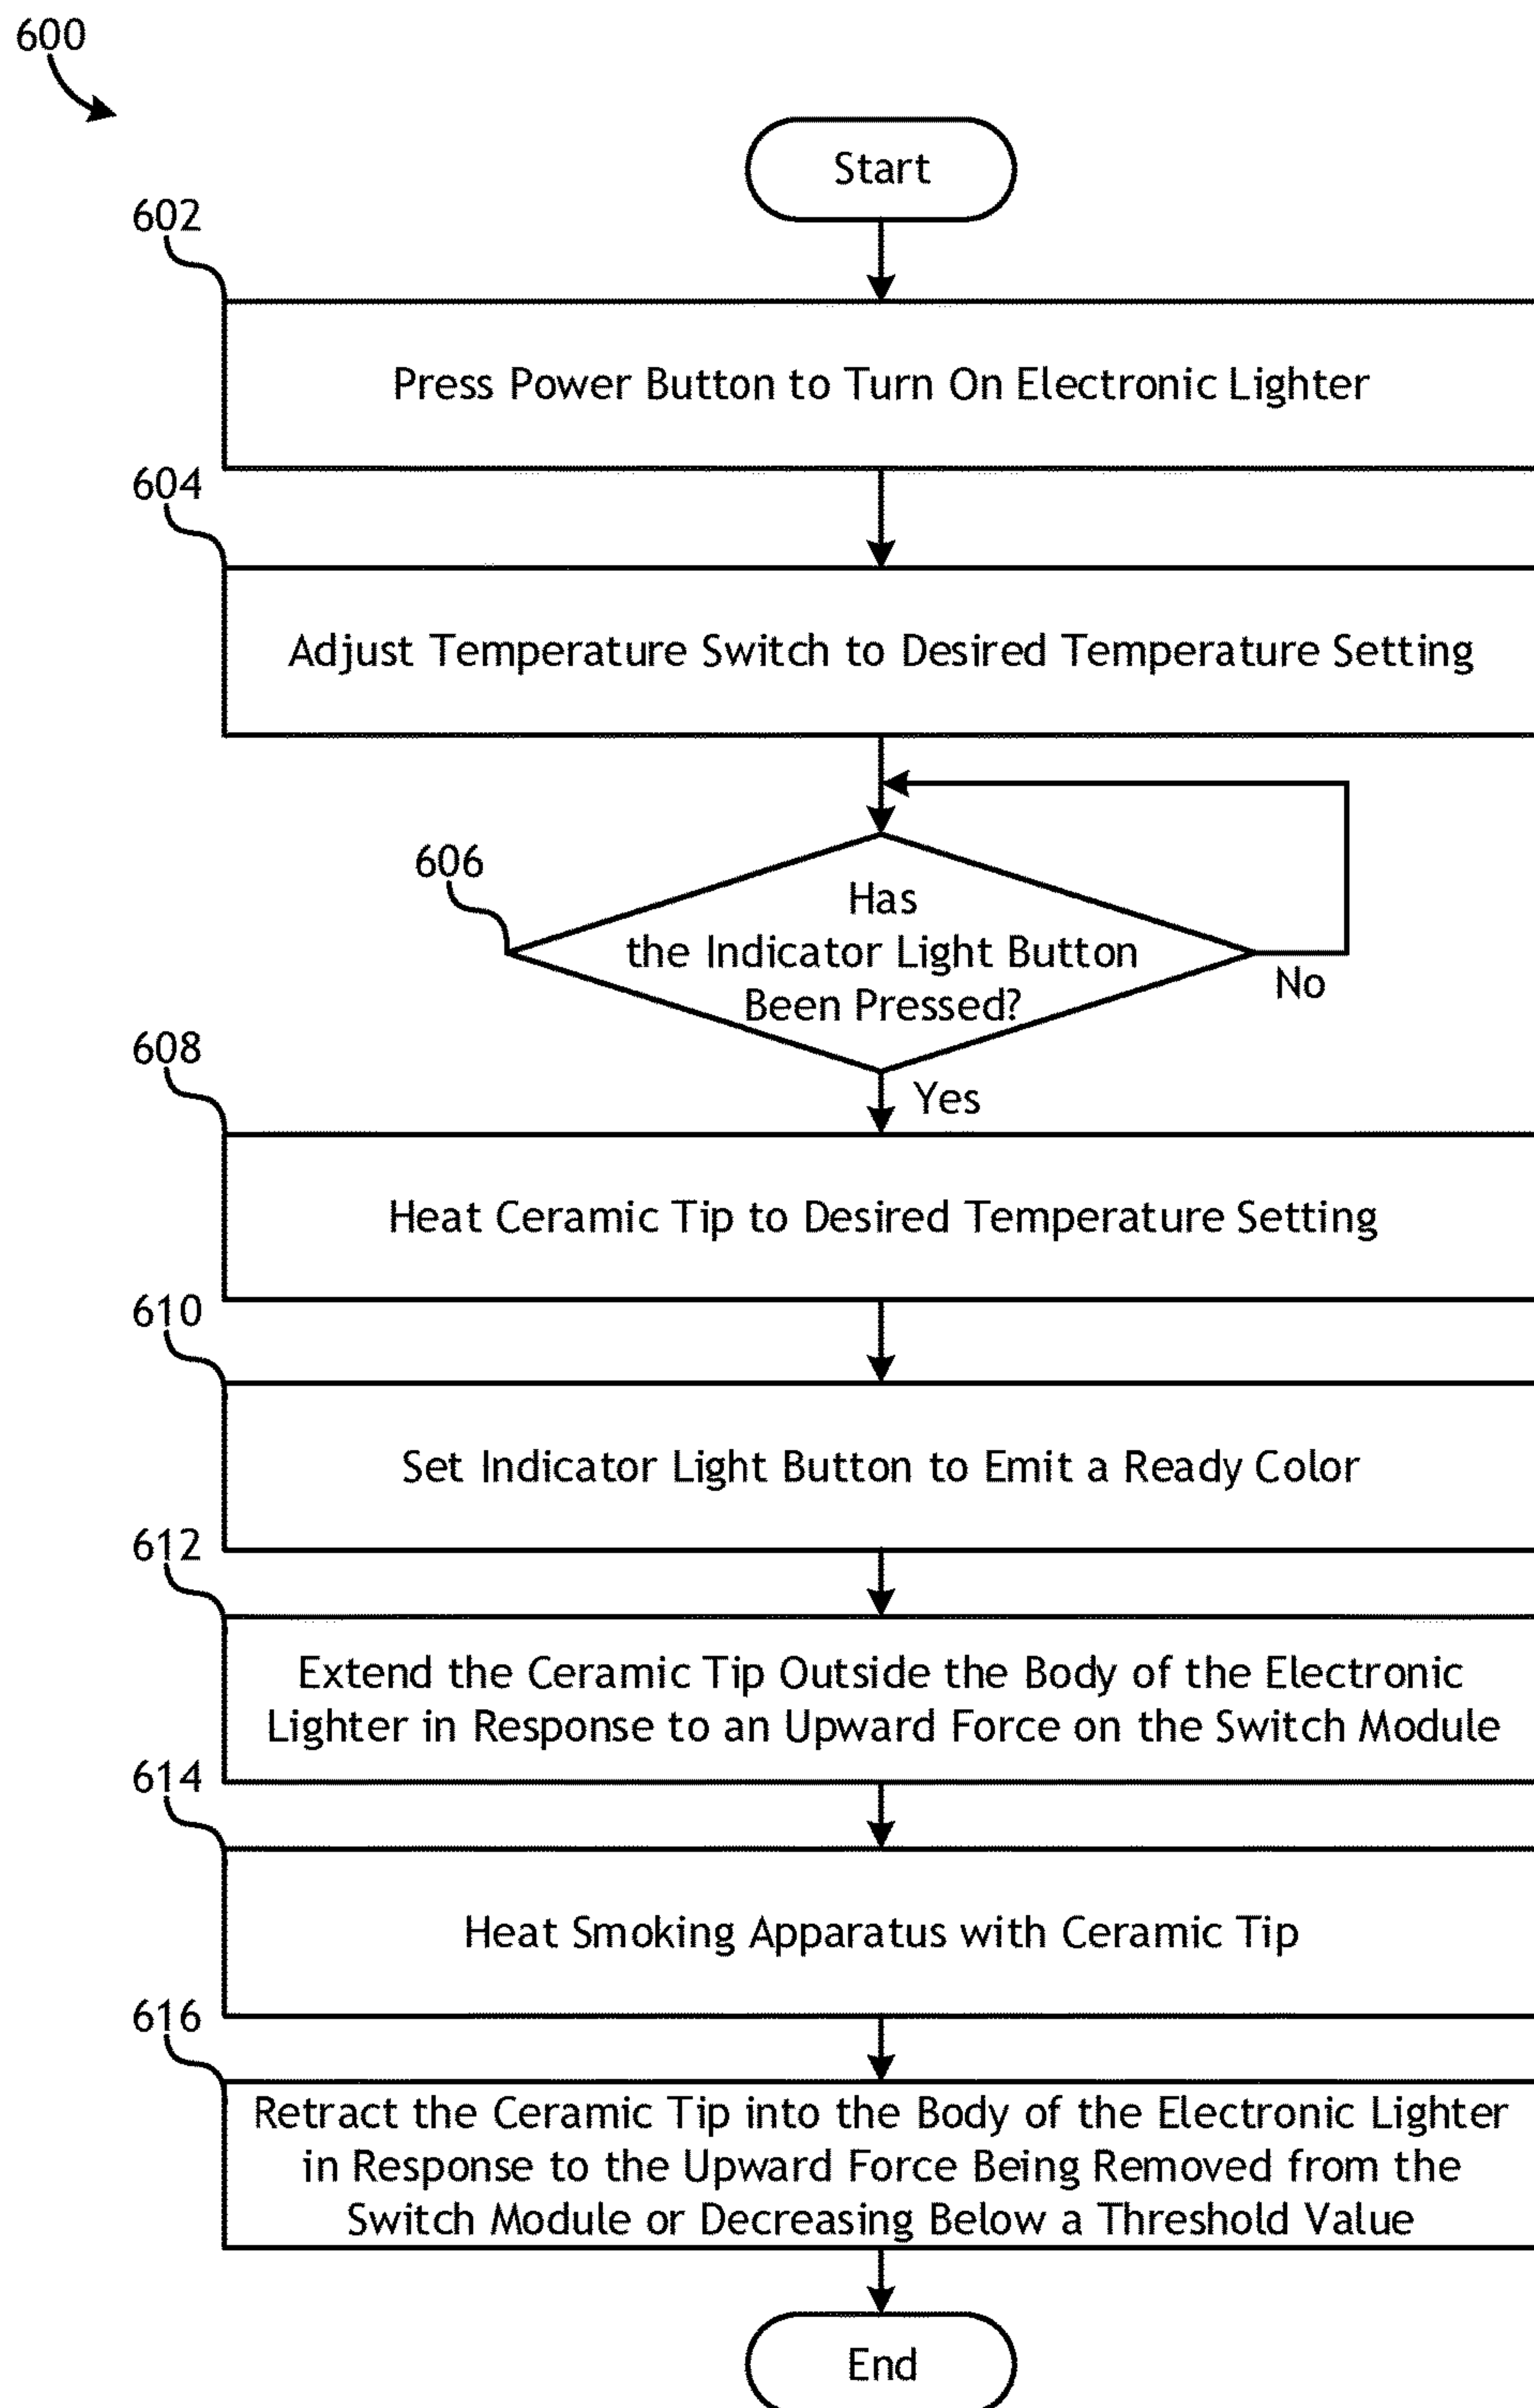 600
Start
602
Press Power Button to Turn On Electronic Lighter
604
Adjust Temperature Switch to Desired Temperature Setting
606
Has
the Indicator Light Button
Been Pressed?
No
Yes
608
Heat Ceramic Tip to Desired Temperature Setting
610
Set Indicator Light Button to Emit a Ready Color
612
Extend the Ceramic Tip Outside the Body of the Electronic
Lighter in Response to an Upward Force on the Switch Module
614
Heat Smoking Apparatus with Ceramic Tip
616
Retract the Ceramic Tip into the Body of the Electronic Lighter
in Response to the Upward Force Being Removed from the
Switch Module or Decreasing Below a Threshold Value
End